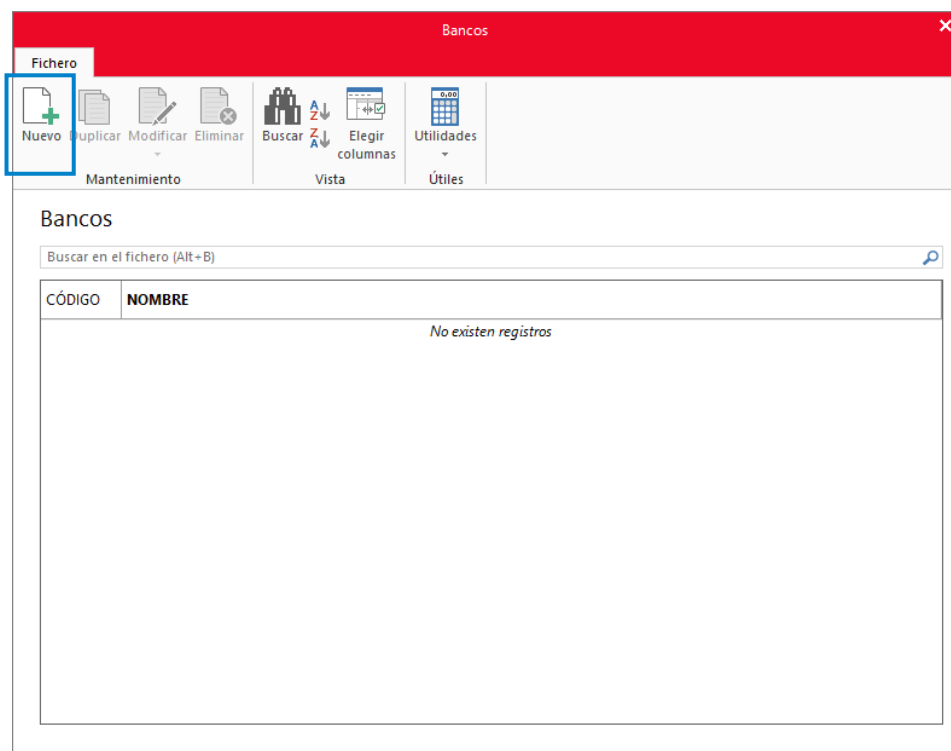 Bancos
Fichero
Nuevo Duplicar Modificar Eliminar
Buscar
A
Z
Z
A
Elegir
columnas
0,00
Utilidades
Mantenimiento
Vista
Útiles
Bancos
Buscar en el fichero (Alt+B)
CÓDIGO NOMBRE
No existen registros